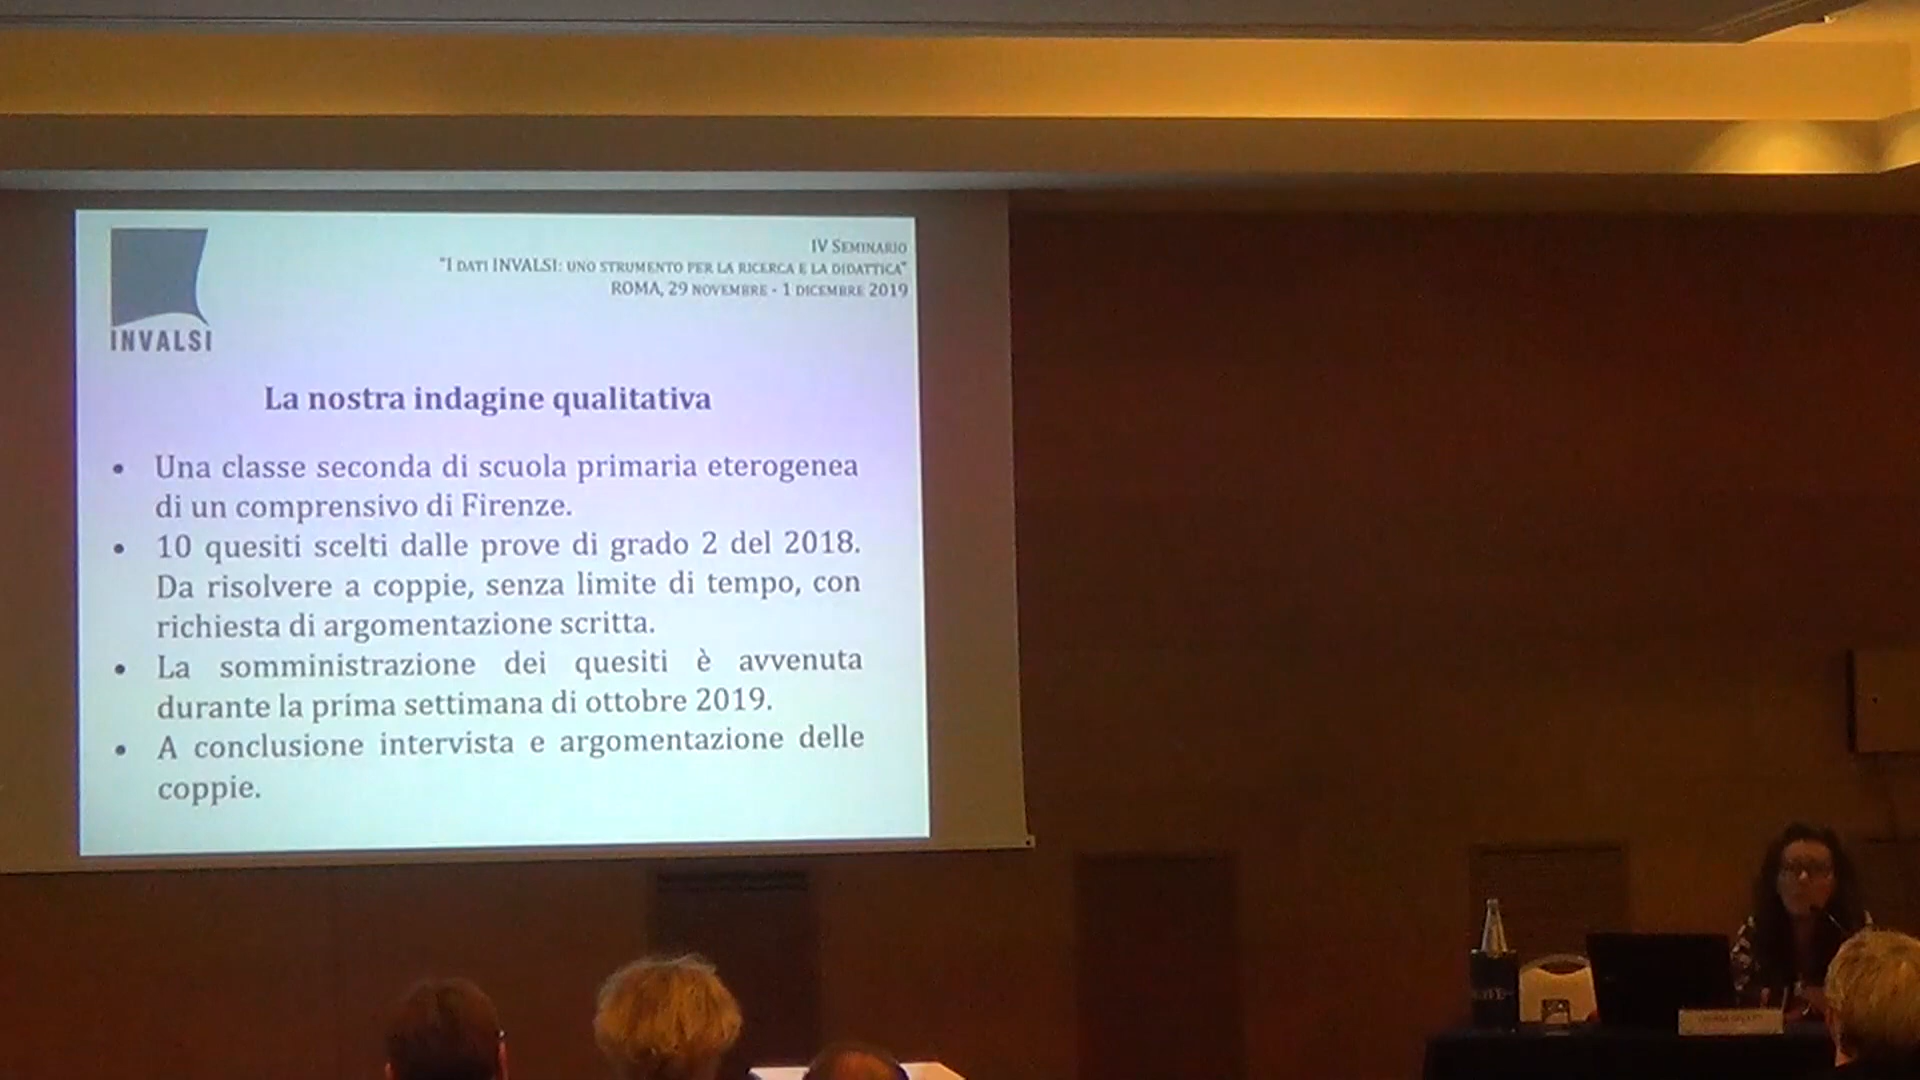 IV SEMINARIO
"I DATI INVALSI: UNO STRUMENTO PER LA RICERCA E LA DIDATTICA"
ROMA, 29 NOVEMBRE - 1 DICEMBRE 2019
INVALSI
La nostra indagine qualitativa
• Una classe seconda di scuola primaria eterogenea
di un comprensivo di Firenze.
• 10 quesiti scelti dalle prove di grado 2 del 2018.
Da risolvere a coppie, senza limite di tempo, con
richiesta di argomentazione scritta.
• La somministrazione dei quesiti è avvenuta
durante la prima settimana di ottobre 2019.
• A conclusione intervista e argomentazione delle
coppie.